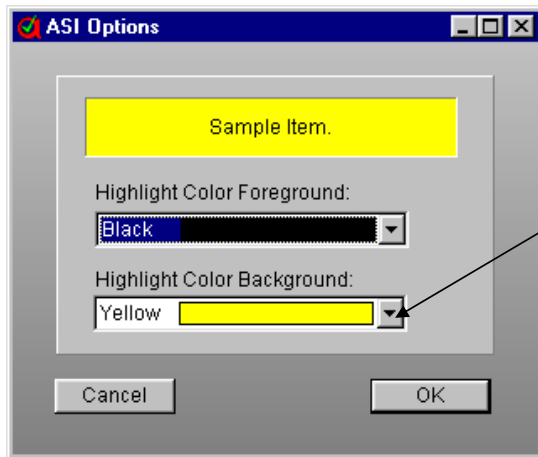 ASI Options
Sample Item.
Highlight Color Foreground:
Black
Highlight Color Background:
Yellow
Cancel OK